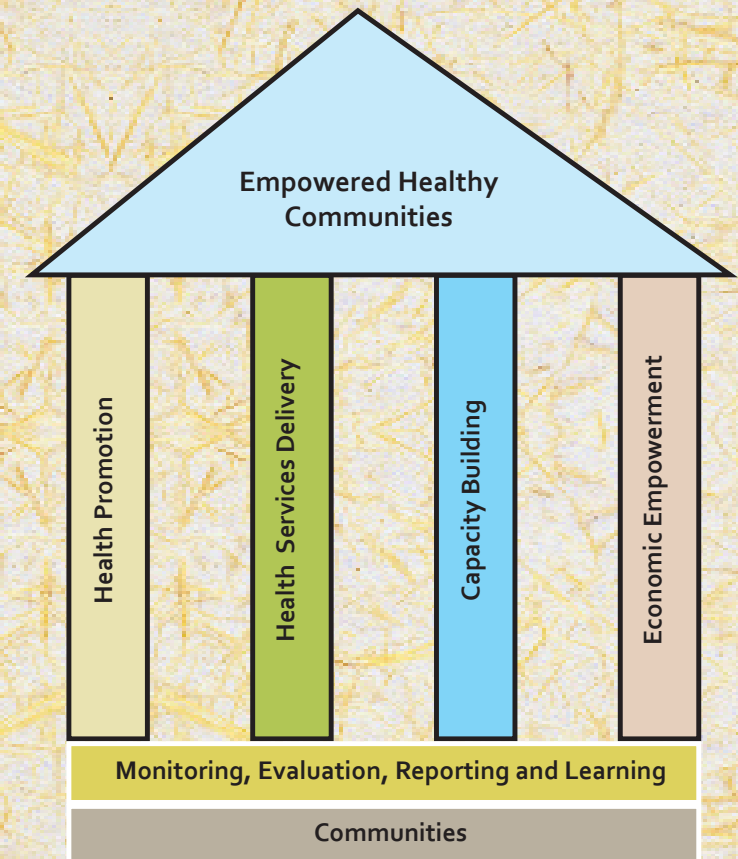 Empowered Healthy
Communities
Health Promotion
Health Services Delivery
Capacity Building
Economic Empowerment
Monitoring, Evaluation, Reporting and Learning
Communities